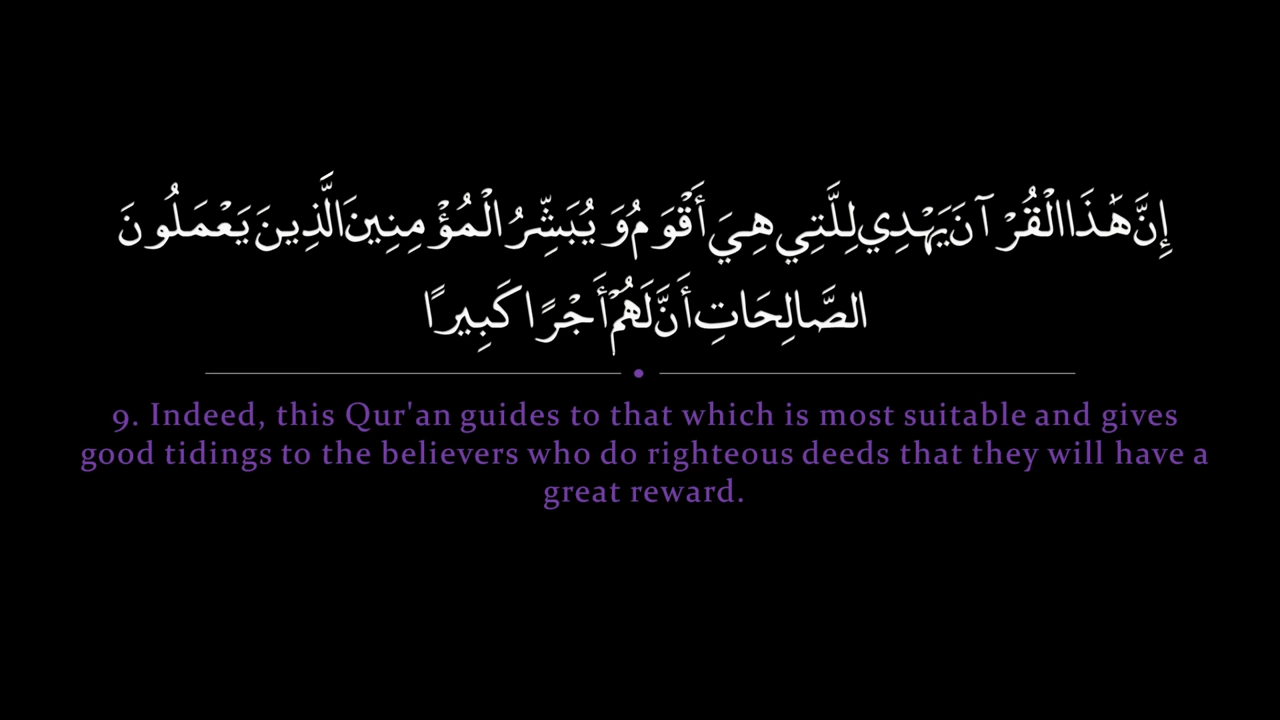 إِنَّ هَٰذَا الْقُرْآنَ يَهْدِي لِلَّتِي هِيَ أَقْوَمُ وَيُبَشِّرُ الْمُؤْمِنِينَ الَّذِينَ يَعْمَلُونَ
الصَّالِحَاتِ أَنَّ لَهُمْ أَجْرًا كَبِيرًا
9. Indeed, this Qur'an guides to that which is most suitable and gives
good tidings to the believers who do righteous deeds that they will have a
great reward.